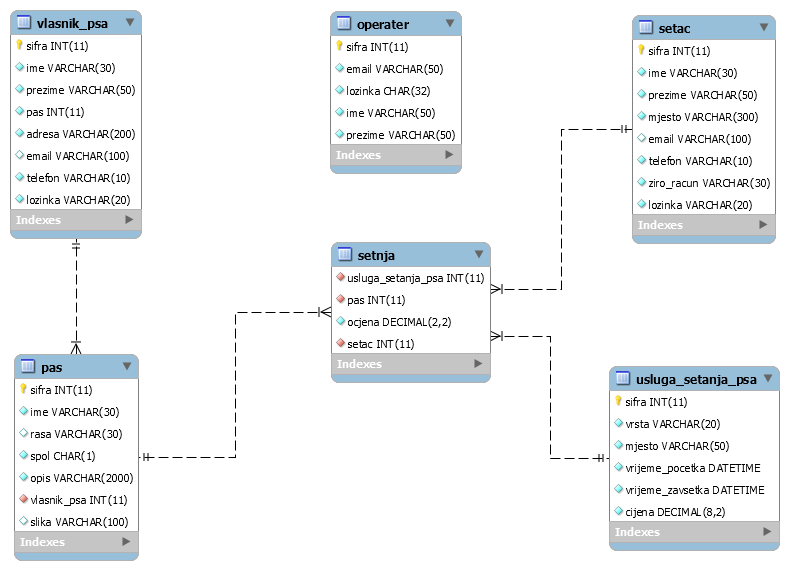 vlasnik_psa
sifra INT(11)
ime VARCHAR(30)
prezime VARCHAR(50)
pas INT(11)
adresa VARCHAR(200)
email VARCHAR(100)
telefon VARCHAR(10)
lozinka VARCHAR(20)
Indexes
operater
sifra INT(11)
email VARCHAR(50)
lozinka CHAR(32)
ime VARCHAR(50)
prezime VARCHAR(50)
Indexes
setac
sifra INT(11)
ime VARCHAR(30)
prezime VARCHAR(50)
mjesto VARCHAR(300)
email VARCHAR(100)
telefon VARCHAR(10)
ziro_racun VARCHAR(30)
lozinka VARCHAR(20)
Indexes
setnja
usluga_setanja_psa INT(11)
pas INT(11)
ocjena DECIMAL(2,2)
setac INT(11)
Indexes
pas
sifra INT(11)
ime VARCHAR(30)
rasa VARCHAR(30)
spol CHAR(1)
opis VARCHAR(2000)
vlasnik_psa INT(11)
slika VARCHAR(100)
Indexes
usluga_setanja_psa
sifra INT(11)
vrsta VARCHAR(20)
mjesto VARCHAR(50)
vrijeme_pocetka DATETIME
vrijeme_zavsetka DATETIME
cijena DECIMAL(8,2)
Indexes